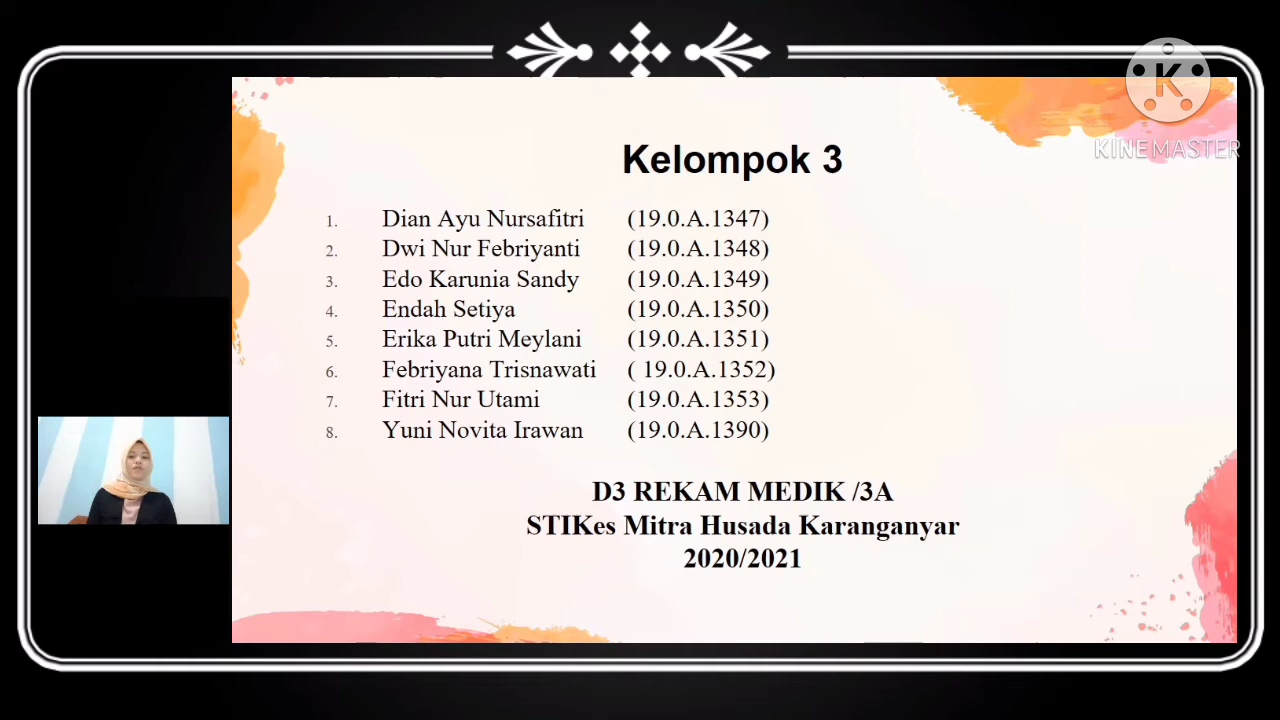 K
KINEMASTER
Kelompok 3
1. Dian Ayu Nursafitri (19.0.A.1347)
2. Dwi Nur Febriyanti (19.0.A.1348)
3. Edo Karunia Sandy (19.0.A.1349)
4. Endah Setiya (19.0.A.1350)
5. Erika Putri Meylani (19.0.A.1351)
6. Febriyana Trisnawati ( 19.0.A.1352)
7. Fitri Nur Utami (19.0.A.1353)
8. Yuni Novita Irawan (19.0.A.1390)
D3 REKAM MEDIK /3A
STIKes Mitra Husada Karanganyar
2020/2021